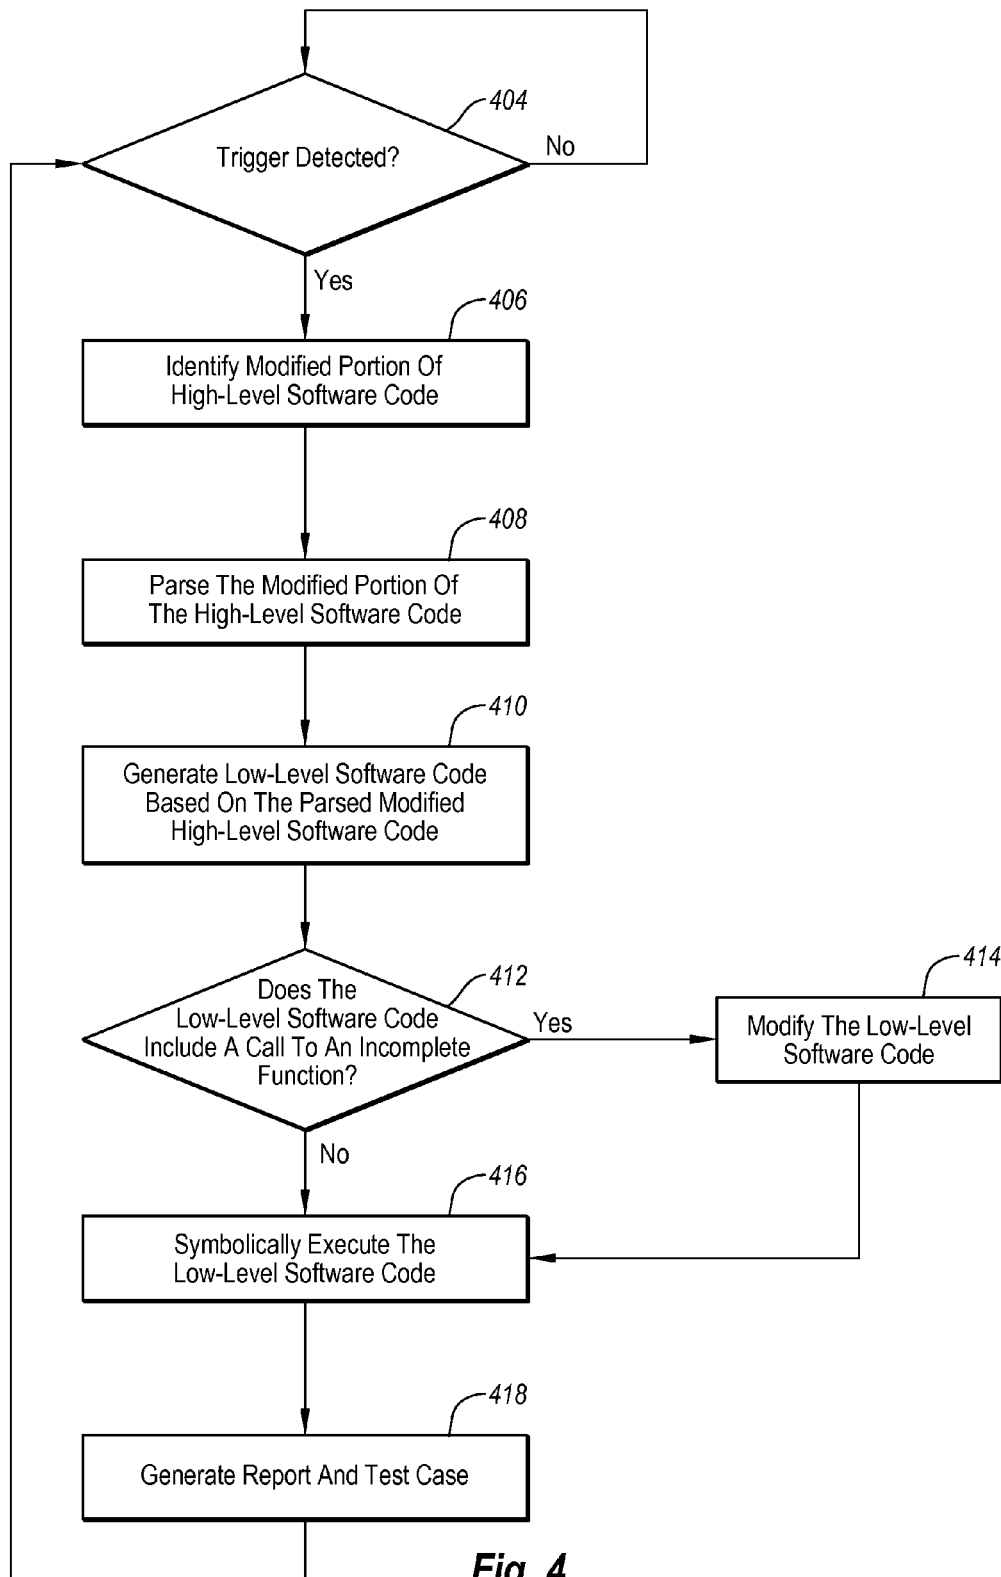 404
Trigger Detected?
No
Yes
406
Identify Modified Portion Of
High-Level Software Code
408
Parse The Modified Portion Of
The High-Level Software Code
410
Generate Low-Level Software Code
Based On The Parsed Modified
High-Level Software Code
412
Does The
Low-Level Software Code
Include A Call To An Incomplete
Function?
Yes
414
Modify The Low-Level
Software Code
No
416
Symbolically Execute The
Low-Level Software Code
418
Generate Report And Test Case
Fig. 4